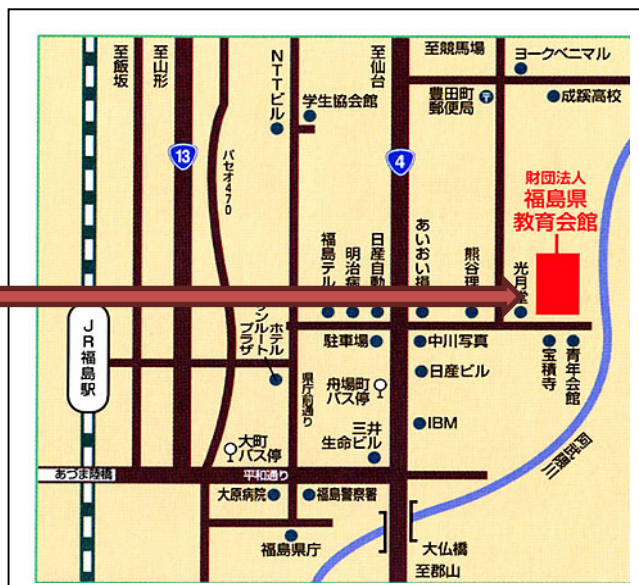 至飯坂
至山形
NTTビル
至仙台
至競馬場
ヨークベニマル
学生協会館
豊田町
郵便局
成蹊高校
13
4
パセオ470
財団法人
福島県
教育会館
福島テル
明治病
日産自動
あいおい損
熊谷理
光月堂
JR福島駅
ホテル
サンルート
プラザ
駐車場
中川写真
県庁前通り
舟場町
バス停
日産ビル
宝積寺
青年会館
大町
バス停
三井
生命ビル
IBM
阿武隈川
あづま陸橋
平和通り
大原病院
福島警察署
福島県庁
大仏橋
至郡山